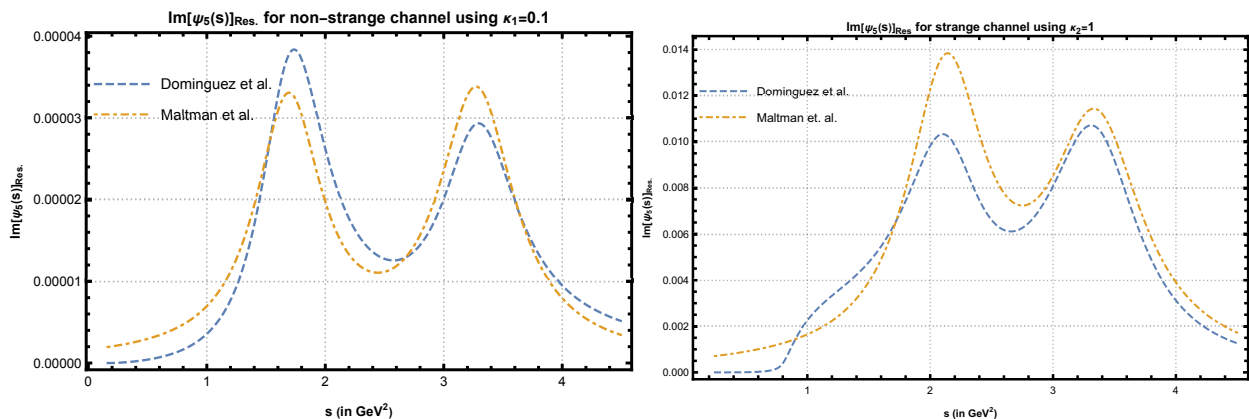 Im[ψ₅(s)]Res. for non-strange channel using κ₁=0.1
0.00004
0.00003
0.00002
0.00001
0.00000
Im[ψ₅(s)]Res.
Dominguez et al.
Maltman et al.
0
1
2
3
4
s (in GeV²)
Im[ψ₅(s)]Res for strange channel using κ₂=1
0.014
0.012
0.010
0.008
0.006
0.004
0.002
0.000
Im[ψ₅(s)]Res.
Dominguez et al.
Maltman et. al.
1
2
3
4
s (in GeV²)